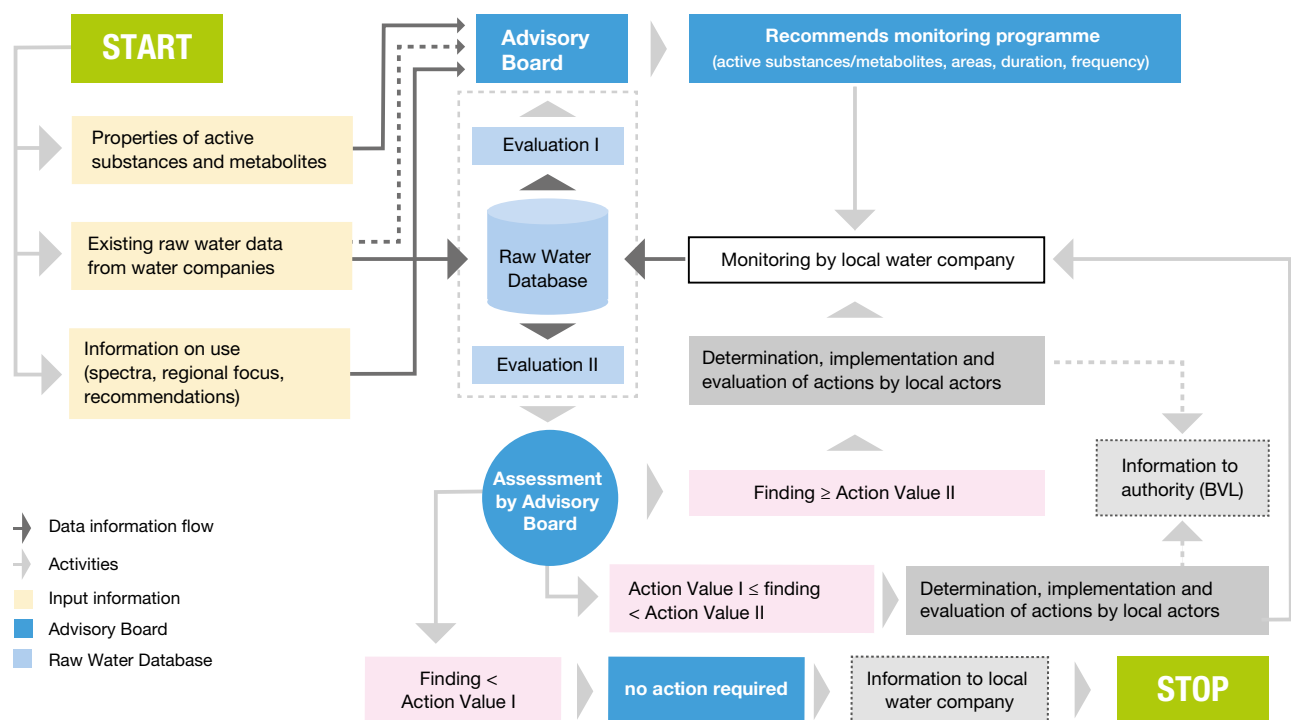 START
Advisory
Board
Recommends monitoring programme
(active substances/metabolites, areas, duration, frequency)
Properties of active
substances and metabolites
Evaluation I
Existing raw water data
from water companies
Raw Water
Database
Monitoring by local water company
Information on use
(spectra, regional focus,
recommendations)
Evaluation II
Determination, implementation and
evaluation of actions by local actors
Assessment
by Advisory
Board
Finding ≥ Action Value II
Information to
authority (BVL)
Data information flow
Activities
Input information
Advisory Board
Raw Water Database
Action Value I ≤ finding
< Action Value II
Determination, implementation and
evaluation of actions by local actors
Finding <
Action Value I
no action required
Information to local
water company
STOP